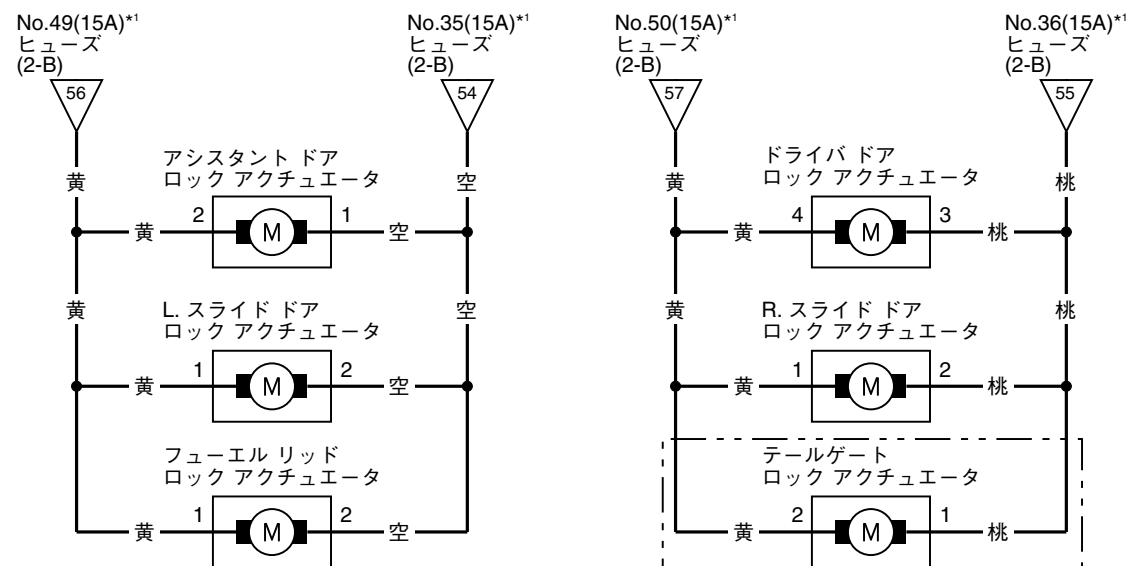 No.49(15A)*1
ヒューズ
(2-B)
56
No.35(15A)*1
ヒューズ
(2-B)
54
黄
空
アシスタント ドア
ロック アクチュエータ
黄
2
M
1
空
黄
空
L. スライド ドア
ロック アクチュエータ
黄
1
M
2
空
フューエル リッド
ロック アクチュエータ
黄
1
M
2
空
No.50(15A)*1
ヒューズ
(2-B)
57
No.36(15A)*1
ヒューズ
(2-B)
55
黄
桃
ドライバ ドア
ロック アクチュエータ
黄
4
M
3
桃
黄
桃
R. スライド ドア
ロック アクチュエータ
黄
1
M
2
桃
テールゲート
ロック アクチュエータ
黄
2
M
1
桃